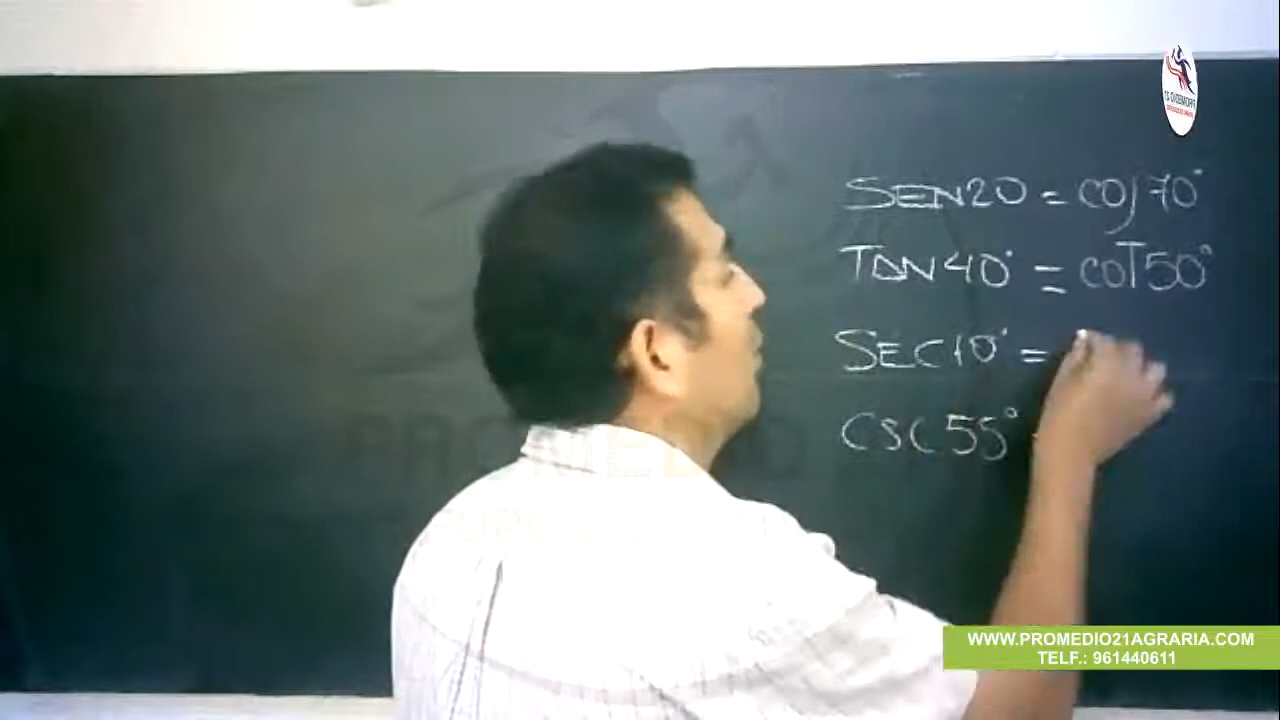 SEN20 = COS70°
TAN40° = COT50°
SEC10° =
CSC55°
WWW.PROMEDIO21AGRARIA.COM
TELF.: 961440611